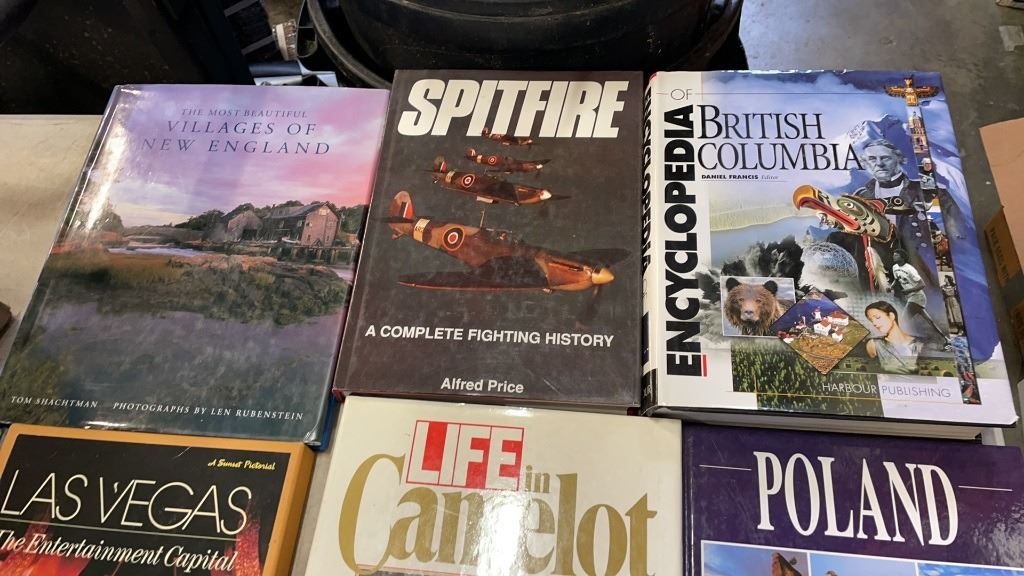 THE MOST BEAUTIFUL
VILLAGES OF
NEW ENGLAND
TOM SHACHTMAN PHOTOGRAPHS BY LEN RUBENSTEIN
SPITFIRE
A COMPLETE FIGHTING HISTORY
Alfred Price
ENCYCLOPEDIA
OF
BRITISH
COLUMBIA
DANIEL FRANCIS Editor
HARBOUR PUBLISHING
A Sunset Pictorial
LAS VEGAS
The Entertainment Capital
LIFE
in
Camelot
POLAND